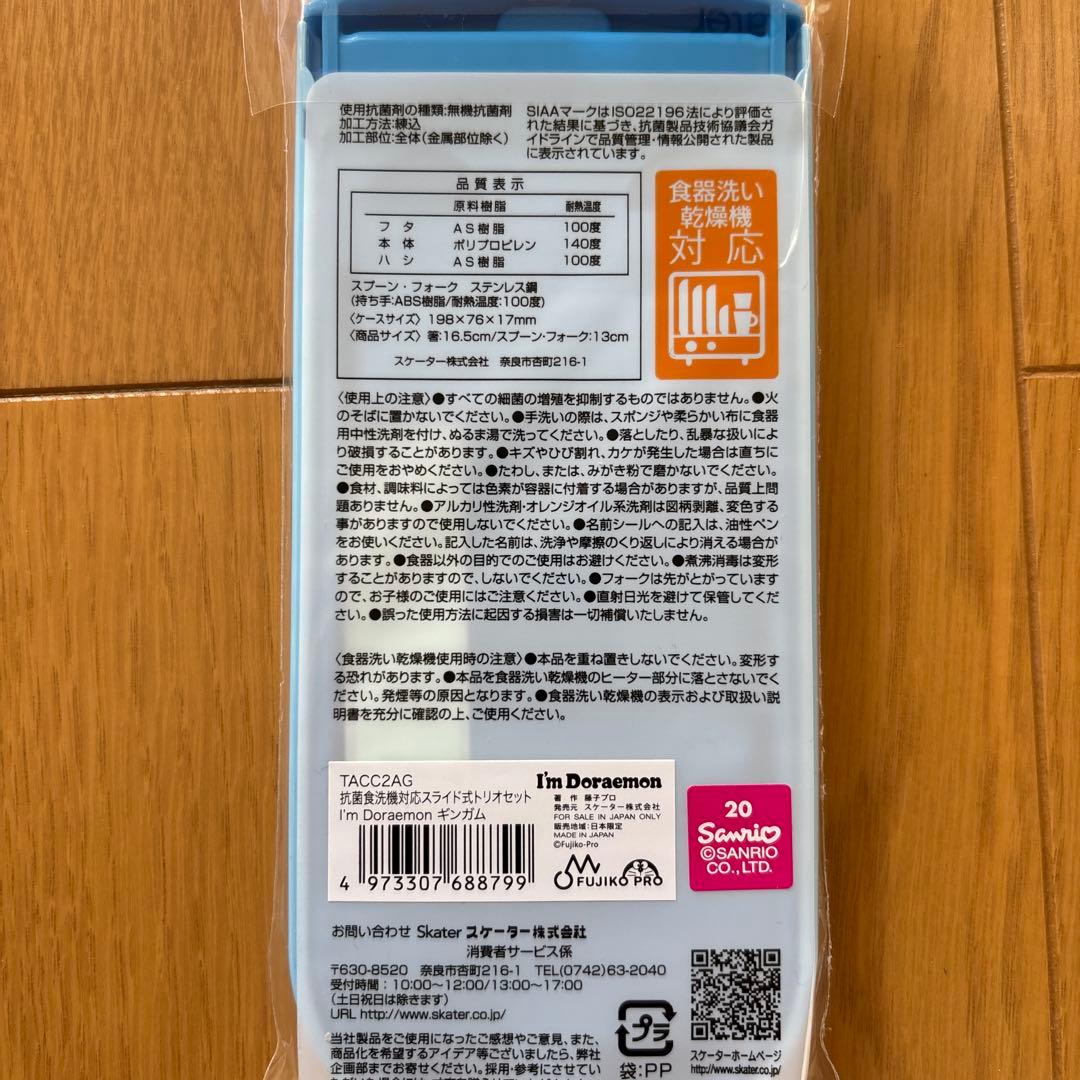 使用抗菌剤の種類:無機抗菌剤
加工方法:練込
加工部位:全体(金属部位除く)
SIAAマークはISO22196法により評価さ
れた結果に基づき、抗菌製品技術協議会ガ
イドラインで品質管理・情報公開された製品
に表示されています。
品質表示
原料樹脂 耐熱温度
フタ AS樹脂 100度
本体 ポリプロピレン 140度
ハシ AS樹脂 100度
スプーン・フォーク ステンレス鋼
(持ち手:ABS樹脂/耐熱温度:100度)
〈ケースサイズ〉198×76×17mm
〈商品サイズ〉箸:16.5cm/スプーン・フォーク:13cm
スケーター株式会社 奈良市杏町216-1
食器洗い
乾燥機
対応
〈使用上の注意〉●すべての細菌の増殖を抑制するものではありません。●火
のそばに置かないでください。●手洗いの際は、スポンジや柔らかい布に食器
用中性洗剤を付け、ぬるま湯で洗ってください。●落としたり、乱暴な扱いによ
り破損することがあります。●キズやひび割れ、カケが発生した場合は直ちに
ご使用をおやめください。●たわし、または、みがき粉で磨かないでください。
●食材、調味料によっては色素が容器に付着する場合がありますが、品質上問
題ありません。●アルカリ性洗剤・オレンジオイル系洗剤は図柄剥離、変色する
事がありますので使用しないでください。●名前シールへの記入は、油性ペン
をお使いください。記入した名前は、洗浄や摩擦のくり返しにより消える場合が
あります。●食器以外の目的でのご使用はお避けください。●煮沸消毒は変形
することがありますので、しないでください。●フォークは先がとがっています
ので、お子様のご使用にはご注意ください。●直射日光を避けて保管してくだ
さい。●誤った使用方法に起因する損害は一切補償いたしません。
〈食器洗い乾燥機使用時の注意〉●本品を重ね置きしないでください。変形す
る恐れがあります。●本品を食器洗い乾燥機のヒーター部分に落とさないでく
ださい。発煙等の原因となります。●食器洗い乾燥機の表示および取扱い説
明書を充分に確認の上、ご使用ください。
TACC2AG
抗菌食洗機対応スライド式トリオセット
I'm Doraemon ギンガム
4 973307 688799
I'm Doraemon
著作 藤子プロ
発売元 スケーター株式会社
FOR SALE IN JAPAN ONLY
販売地域:日本限定
MADE IN JAPAN
©Fujiko-Pro
FUJIKO PRO
20
Sanrio
©SANRIO
CO.,LTD.
お問い合わせ Skater スケーター株式会社
消費者サービス係
〒630-8520 奈良市杏町216-1 TEL(0742)63-2040
受付時間:10:00〜12:00/13:00〜17:00
(土日祝日は除きます)
URL http://www.skater.co.jp/
当社製品をご使用になったご感想やご意見、また、
商品化を希望するアイデア等ございましたら、弊社
企画部までお寄せください。採用・参考にさせてい
プラ
袋:PP
スケーターホームページ
http://www.skater.co.jp/